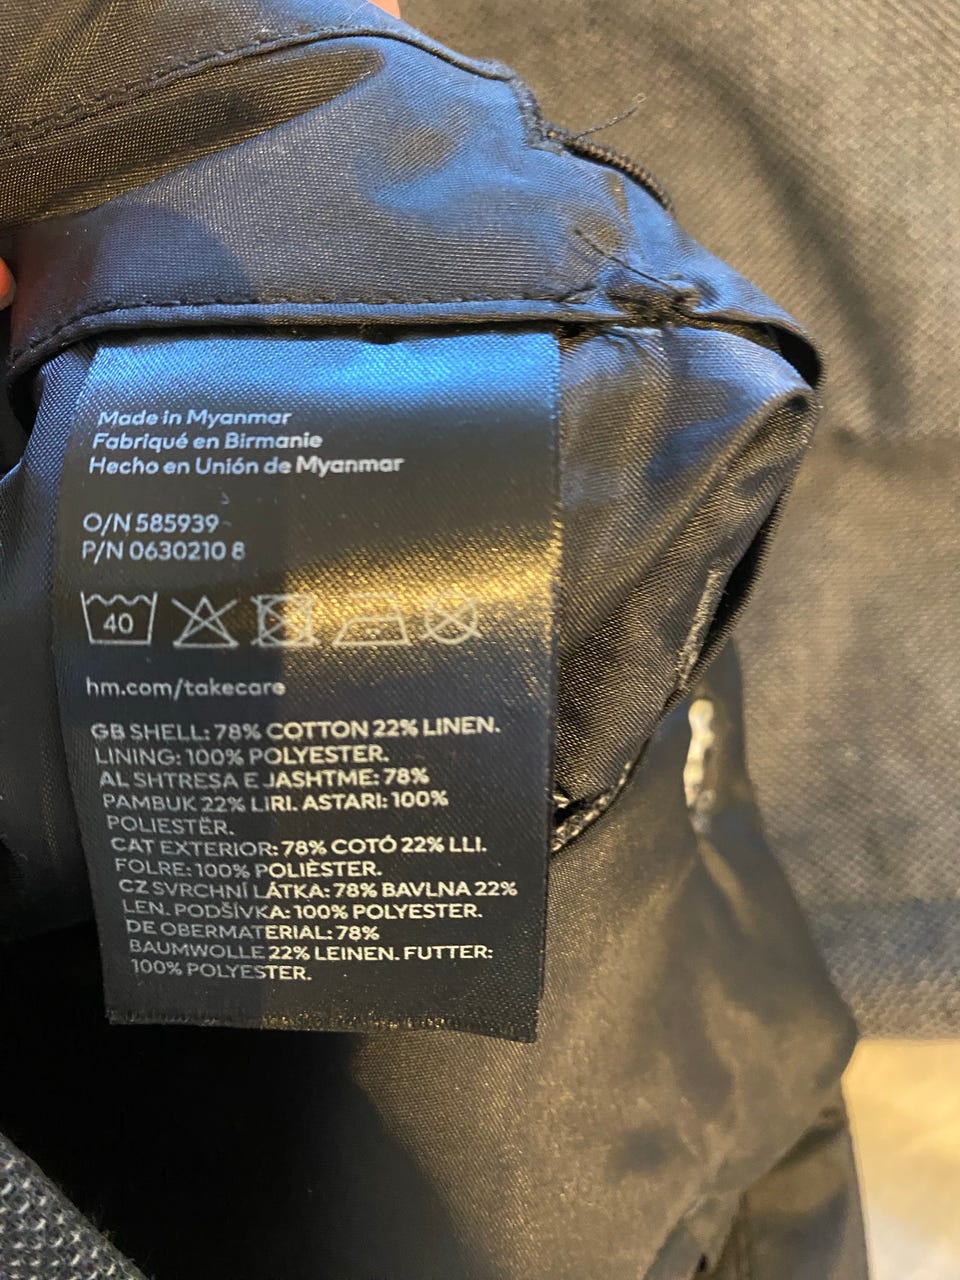 Made in Myanmar
Fabriqué en Birmanie
Hecho en Unión de Myanmar
O/N 585939
P/N 0630210 8
40
hm.com/takecare
GB SHELL: 78% COTTON 22% LINEN.
LINING: 100% POLYESTER.
AL SHTRESA E JASHTME: 78%
PAMBUK 22% LIRI. ASTARI: 100%
POLIESTËR.
CAT EXTERIOR: 78% COTÓ 22% LLI.
FOLRE: 100% POLIÈSTER.
CZ SVRCHNÍ LÁTKA: 78% BAVLNA 22%
LEN. PODŠÍVKA: 100% POLYESTER.
DE OBERMATERIAL: 78%
BAUMWOLLE 22% LEINEN. FUTTER:
100% POLYESTER.